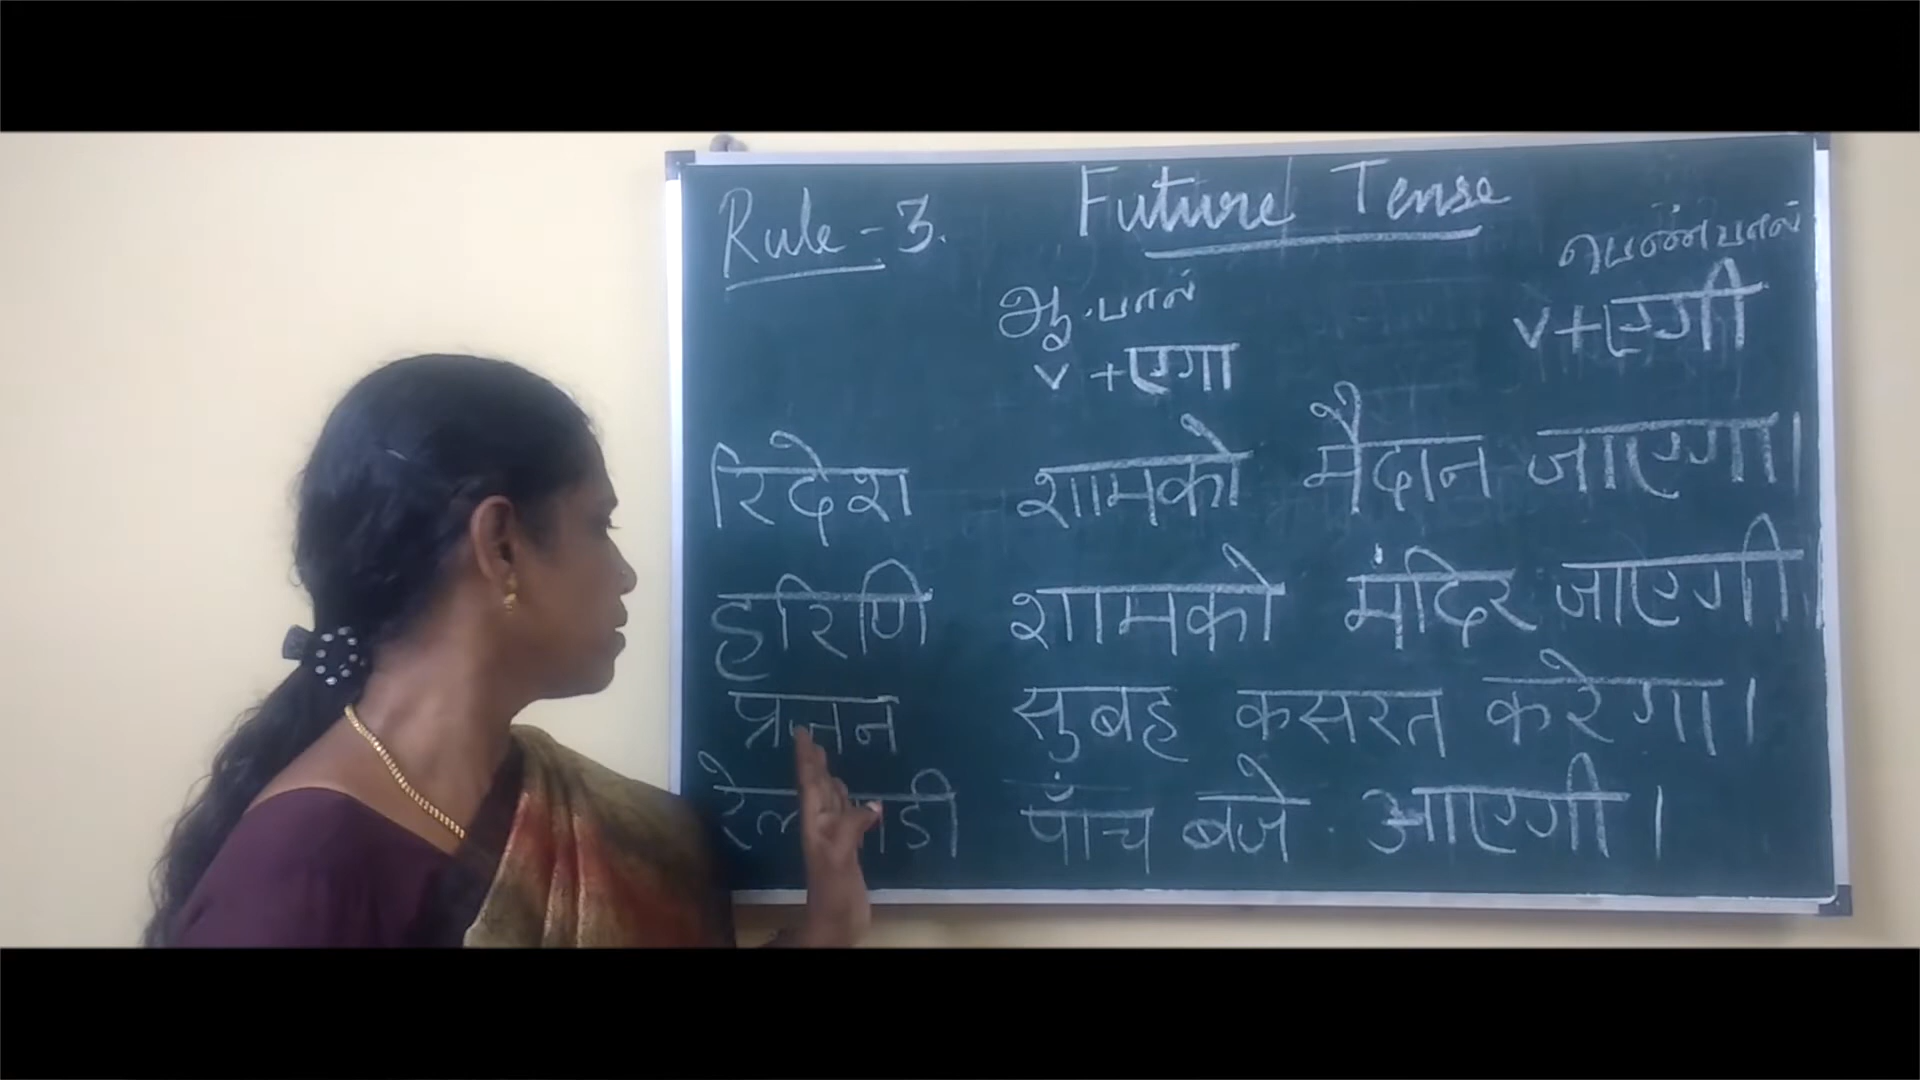 Rule - 3. Future Tense
ஆ.பால் பெண்பால்
v + एगा v + एगी
रिदेश शामको मैदान जाएगा।
हरिणि शामको मंदिर जाएगी।
सुबह कसरत करेगा।
पाँच बजे आएगी।